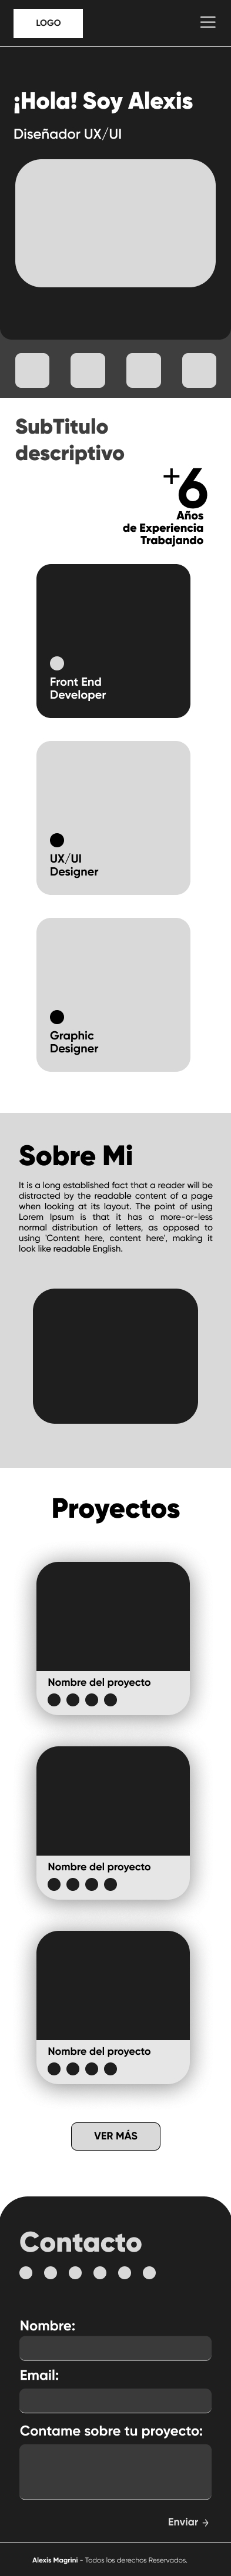 LOGO
¡Hola! Soy Alexis
Diseñador UX/UI
SubTitulo
descriptivo
+6
Años
de Experiencia
Trabajando
Front End
Developer
UX/UI
Designer
Graphic
Designer
Sobre Mi
It is a long established fact that a reader will be
distracted by the readable content of a page
when looking at its layout. The point of using
Lorem Ipsum is that it has a more-or-less
normal distribution of letters, as opposed to
using 'Content here, content here', making it
look like readable English.
Proyectos
Nombre del proyecto
Nombre del proyecto
Nombre del proyecto
VER MÁS
Contacto
Nombre:
Email:
Contame sobre tu proyecto:
Enviar →
Alexis Magrini - Todos los derechos Reservados.